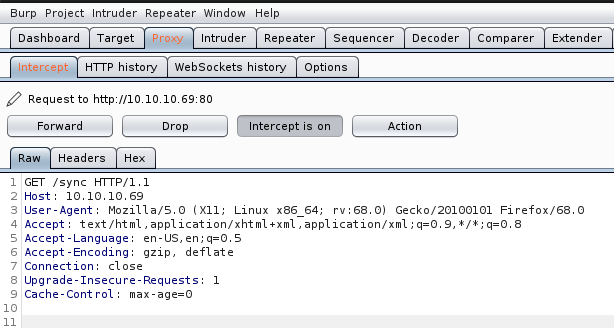 Burp Project Intruder Repeater Window Help
Dashboard Target Proxy Intruder Repeater Sequencer Decoder Comparer Extender
Intercept HTTP history WebSockets history Options
Request to http://10.10.10.69:80
Forward Drop Intercept is on Action
Raw Headers Hex
1 GET /sync HTTP/1.1
2 Host: 10.10.10.69
3 User-Agent: Mozilla/5.0 (X11; Linux x86_64; rv:68.0) Gecko/20100101 Firefox/68.0
4 Accept: text/html,application/xhtml+xml,application/xml;q=0.9,*/*;q=0.8
5 Accept-Language: en-US,en;q=0.5
6 Accept-Encoding: gzip, deflate
7 Connection: close
8 Upgrade-Insecure-Requests: 1
9 Cache-Control: max-age=0
10
11